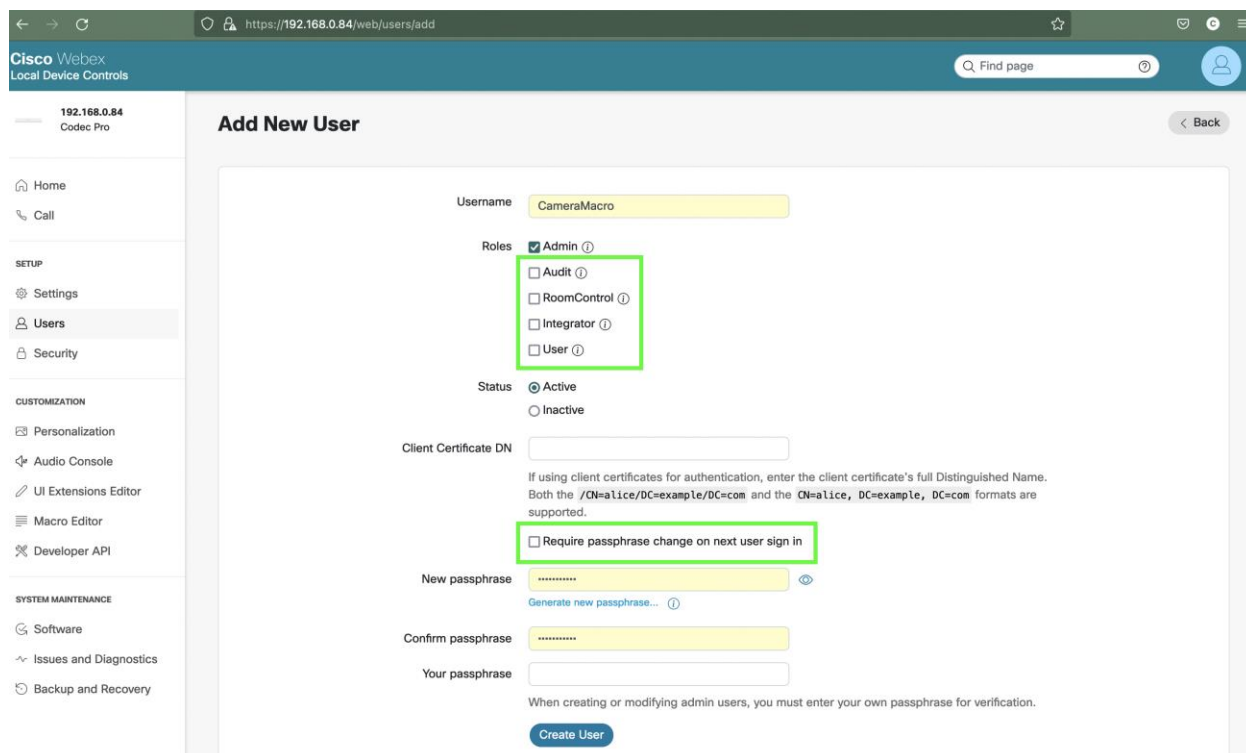 https://192.168.0.84/web/users/add
C
Cisco Webex
Local Device Controls
Find page
192.168.0.84
Codec Pro
Add New User
Back
Home
Call
SETUP
Settings
Users
Security
CUSTOMIZATION
Personalization
Audio Console
UI Extensions Editor
Macro Editor
Developer API
SYSTEM MAINTENANCE
Software
Issues and Diagnostics
Backup and Recovery
Username CameraMacro
Roles Admin
Audit
RoomControl
Integrator
User
Status Active
Inactive
Client Certificate DN
If using client certificates for authentication, enter the client certificate's full Distinguished Name.
Both the /CN=alice/DC=example/DC=com and the CN=alice, DC=example, DC=com formats are
supported.
Require passphrase change on next user sign in
New passphrase •••••••••••
Generate new passphrase...
Confirm passphrase •••••••••••
Your passphrase
When creating or modifying admin users, you must enter your own passphrase for verification.
Create User